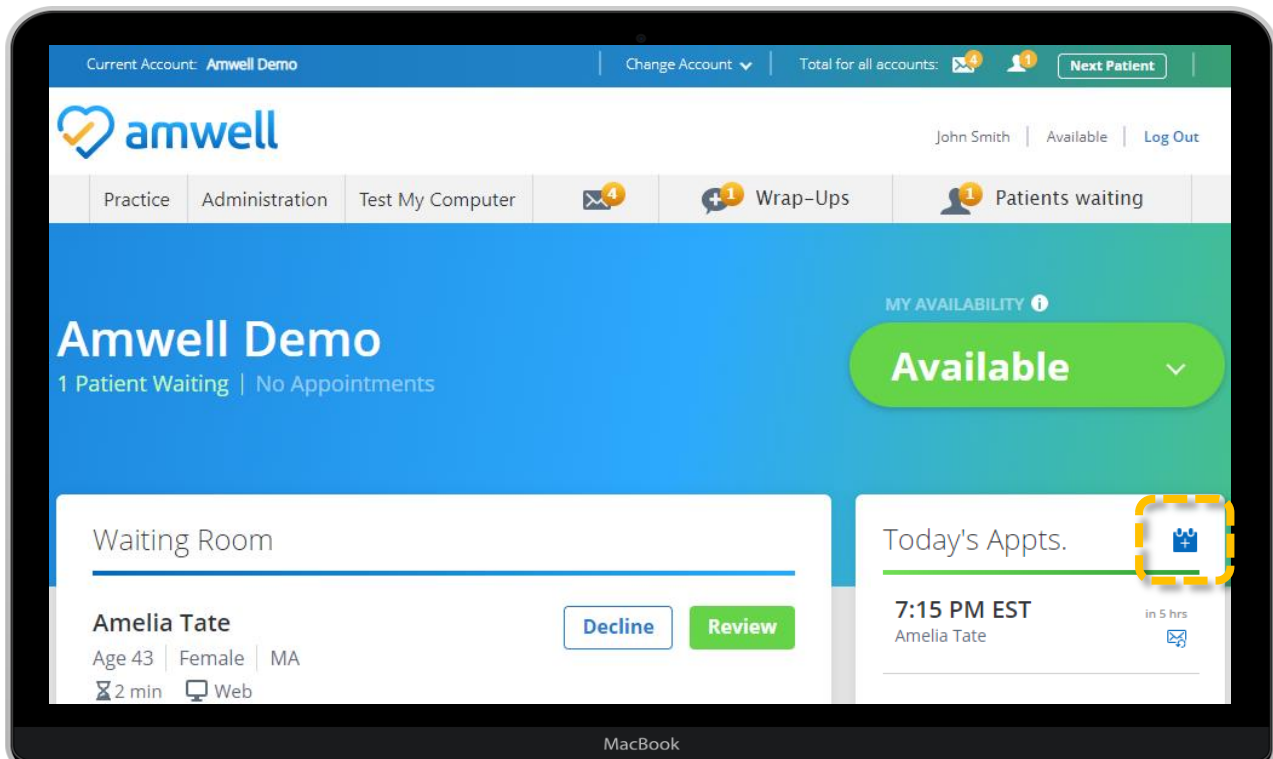 Current Account: Amwell Demo
Change Account
Total for all accounts:
4
1
Next Patient
amwell
John Smith
Available
Log Out
Practice
Administration
Test My Computer
4
1
Wrap-Ups
1
Patients waiting
MY AVAILABILITY i
Available
Amwell Demo
1 Patient Waiting | No Appointments
Waiting Room
Amelia Tate
Age 43 | Female | MA
2 min
Web
Decline
Review
Today's Appts.
7:15 PM EST
in 5 hrs
Amelia Tate
MacBook